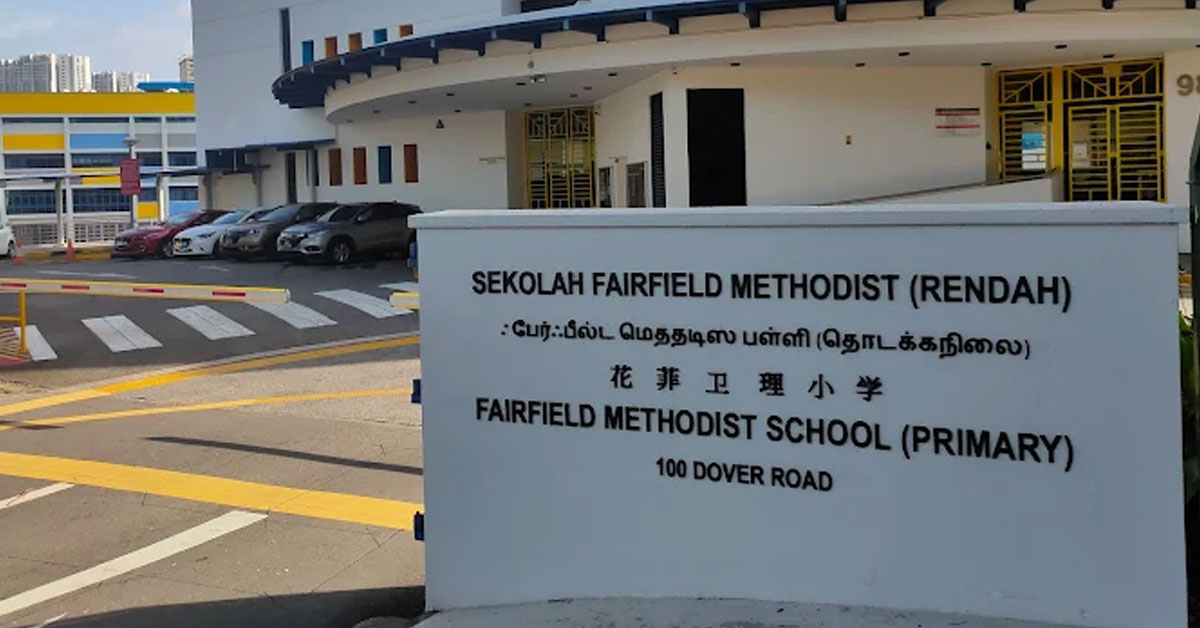 SEKOLAH FAIRFIELD METHODIST (RENDAH)
ஃபேர்ஃபீல்ட மெததடிஸ பள்ளி (தொடக்கநிலை)
花菲卫理小学
FAIRFIELD METHODIST SCHOOL (PRIMARY)
100 DOVER ROAD